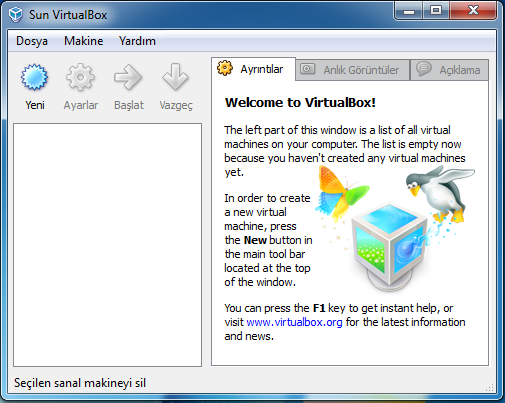 Sun VirtualBox
Dosya Makine Yardım
Yeni Ayarlar Başlat Vazgeç
Ayrıntılar Anlık Görüntüler Açıklama
Welcome to VirtualBox!
The left part of this window is a list of all virtual
machines on your computer. The list is empty now
because you haven't created any virtual machines
yet.
In order to create
a new virtual
machine, press
the New button in
the main tool bar
located at the top
of the window.
You can press the F1 key to get instant help, or
visit www.virtualbox.org for the latest information
and news.
Seçilen sanal makineyi sil